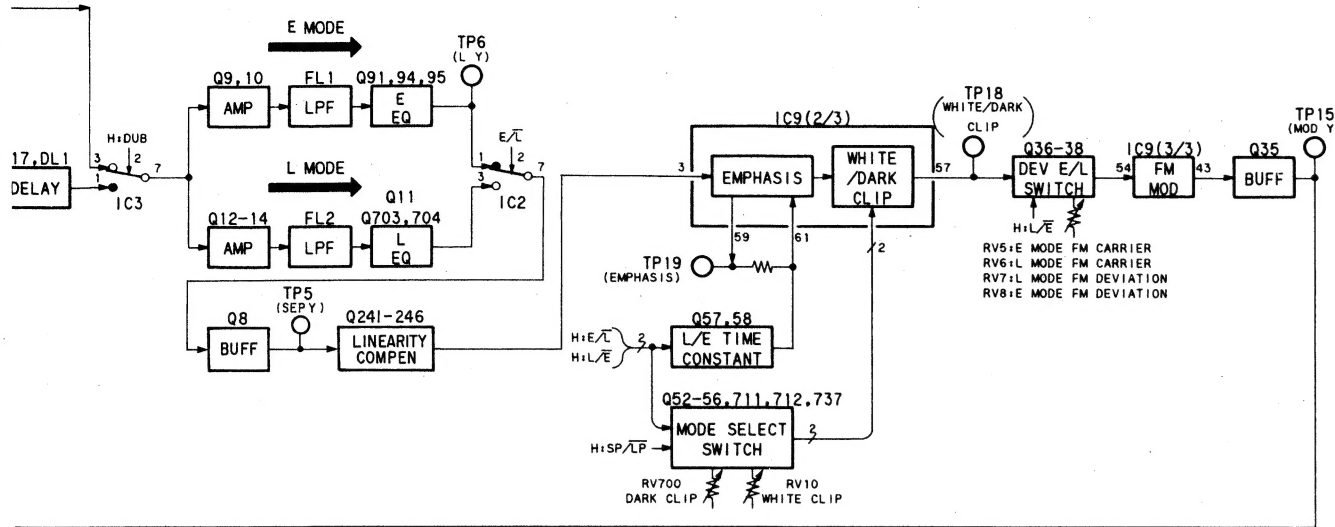 E MODE
TP6
(L Y)
Q9,10
FL1
Q91,94,95
AMP
LPF
E
EQ
H:DUB
3
2
7
17,DL1
1
DELAY
IC3
E/L̅
1
2
7
3
IC2
L MODE
Q11
Q12-14
FL2
Q703,704
AMP
LPF
L
EQ
TP5
(SEP Y)
Q8
Q241-246
BUFF
LINEARITY
COMPEN
IC9(2/3)
3
EMPHASIS
WHITE
/DARK
CLIP
57
59
61
2
TP19
(EMPHASIS)
TP18
(WHITE/DARK
CLIP)
Q36-38
DEV E/L
SWITCH
54
IC9(3/3)
FM
MOD
43
Q35
BUFF
TP15
(MOD Y)
H:L/E̅
RV5:E MODE FM CARRIER
RV6:L MODE FM CARRIER
RV7:L MODE FM DEVIATION
RV8:E MODE FM DEVIATION
H:E/L̅
H:L/E̅
2
Q57,58
L/E TIME
CONSTANT
Q52-56,711,712,737
MODE SELECT
SWITCH
2
H:SP/L̅P̅
RV700
DARK CLIP
RV10
WHITE CLIP